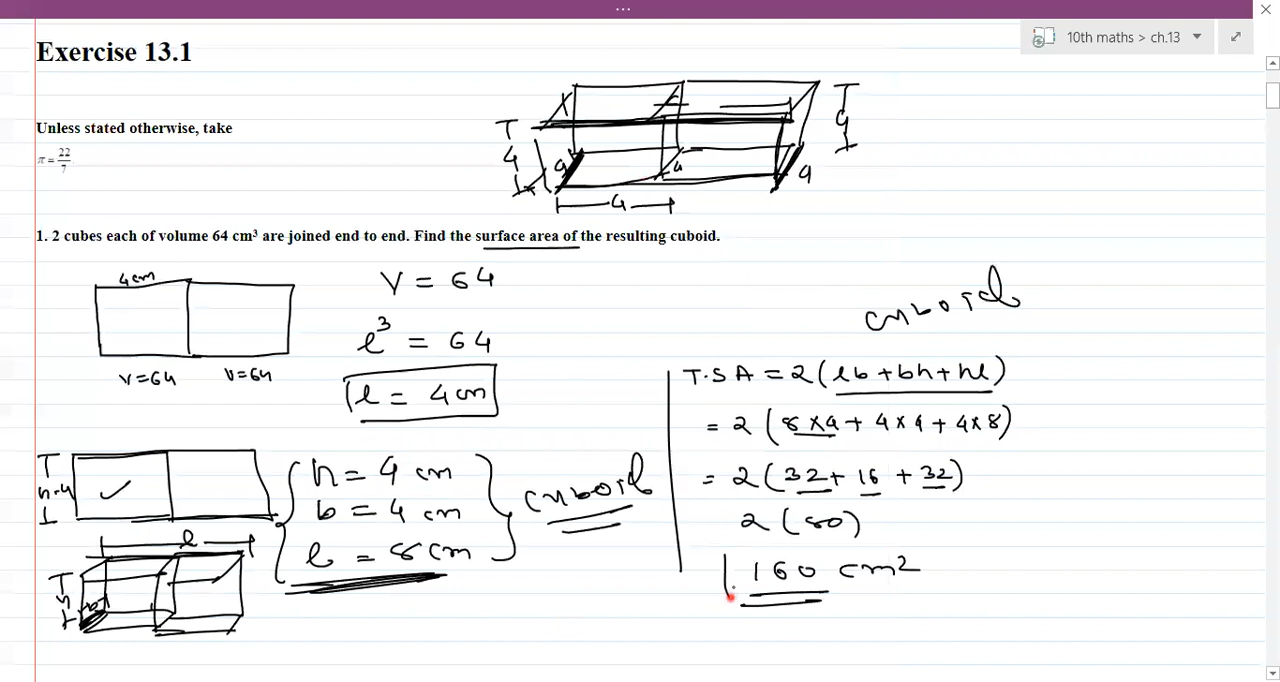 10th maths > ch.13
Exercise 13.1
Unless stated otherwise, take
π = 22/7
T
4
1
T
4
a
a
a
4
1. 2 cubes each of volume 64 cm³ are joined end to end. Find the surface area of the resulting cuboid.
4cm
V=64 V=64
V = 64
l³ = 64
l = 4 cm
h = 4 cm
b = 4 cm
l = 8 cm
cuboid
h=4
l
h
b
cuboid
T.S A = 2(lb+bh+hl)
= 2 (8×4+4×4+4×8)
= 2(32+16+32)
2(80)
160 cm²